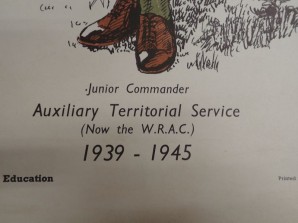 Junior Commander
Auxiliary Territorial Service
(Now the W.R.A.C.)
1939 - 1945
Education
Printed